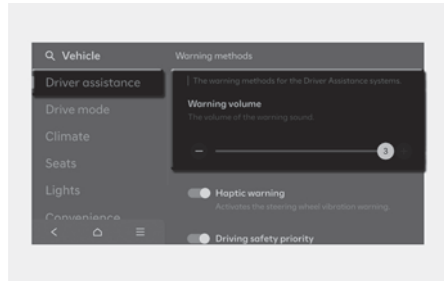 Vehicle
Warning methods
Driver assistance
The warning methods for the Driver Assistance systems.
Drive mode
Warning volume
The volume of the warning sound.
Climate
3
Seats
Lights
Haptic warning
Activates the steering wheel vibration warning.
Convenience
Driving safety priority